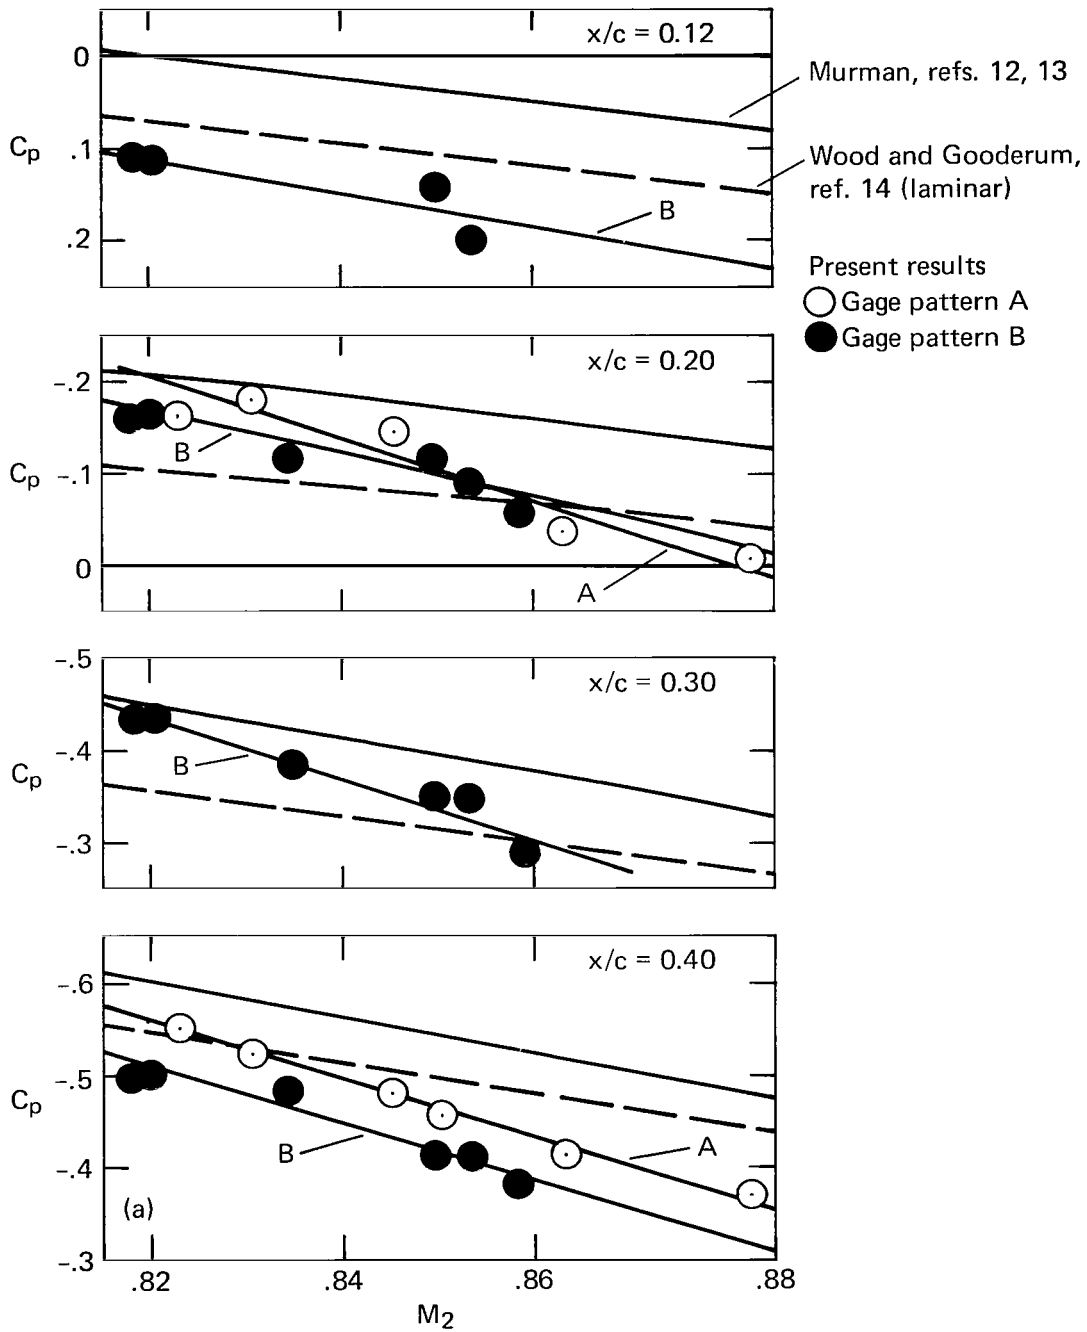 x/c = 0.12
0
Cp
.1
.2
B
Murman, refs. 12, 13
Wood and Gooderum,
ref. 14 (laminar)
Present results
Gage pattern A
Gage pattern B
x/c = 0.20
-.2
Cp
-.1
0
B
A
x/c = 0.30
-.5
-.4
Cp
-.3
B
x/c = 0.40
-.6
-.5
Cp
-.4
-.3
B
A
(a)
.82
.84
.86
.88
M2